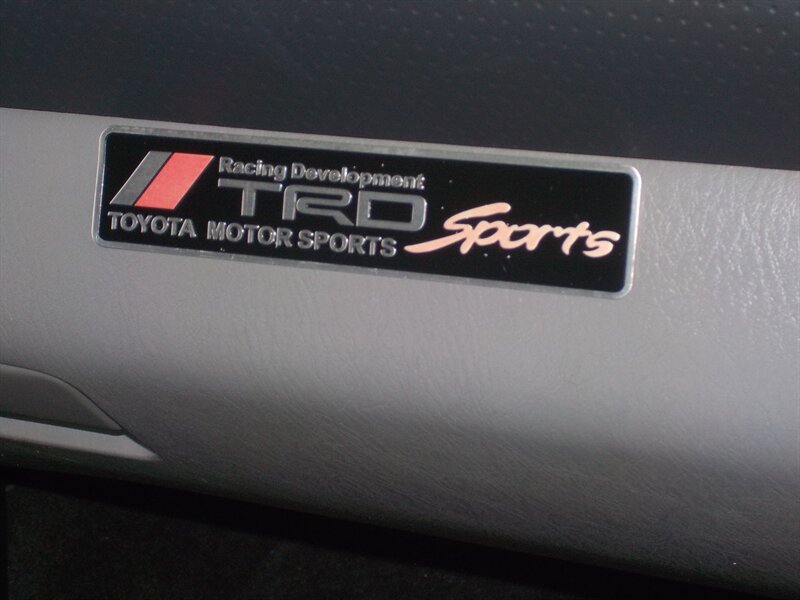 Racing Development
TRD
TOYOTA MOTOR SPORTS
Sports